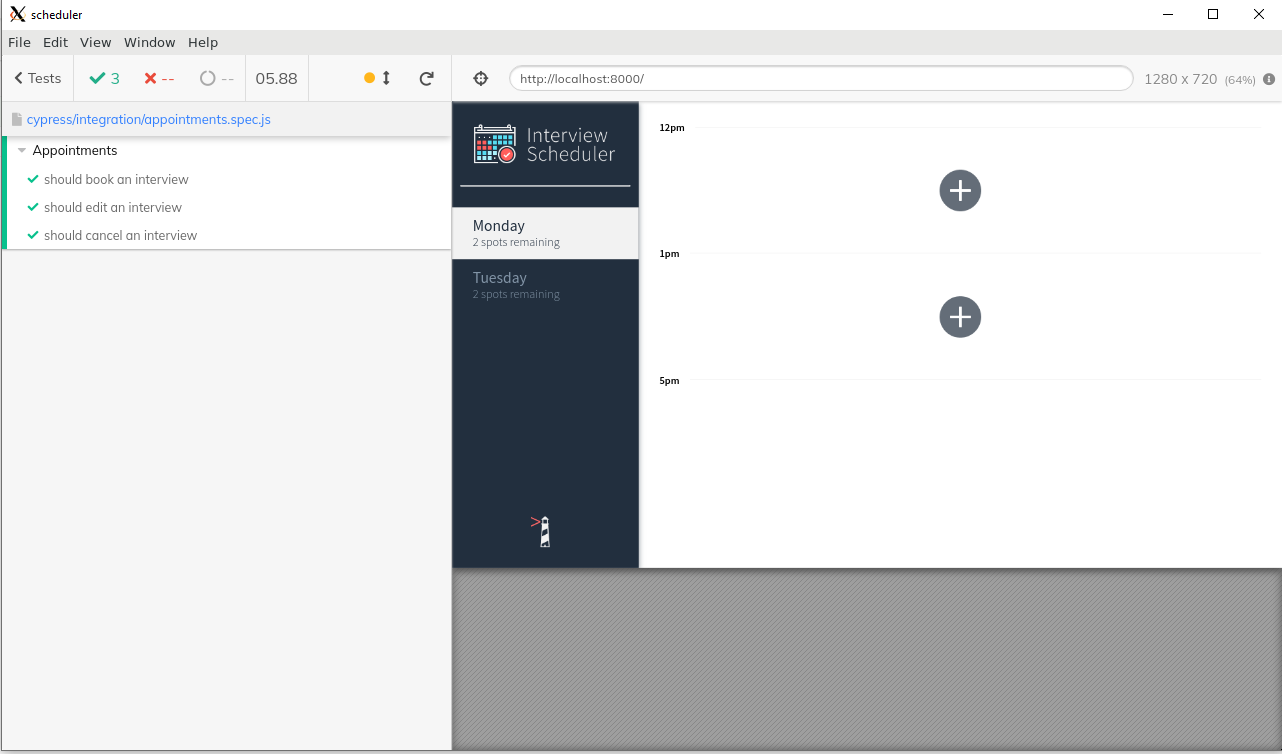 scheduler
File Edit View Window Help
Tests 3 -- -- 05.88 http://localhost:8000/ 1280 x 720 (64%)
cypress/integration/appointments.spec.js
Appointments
should book an interview
should edit an interview
should cancel an interview
Interview
Scheduler
Monday
2 spots remaining
Tuesday
2 spots remaining
12pm
1pm
5pm